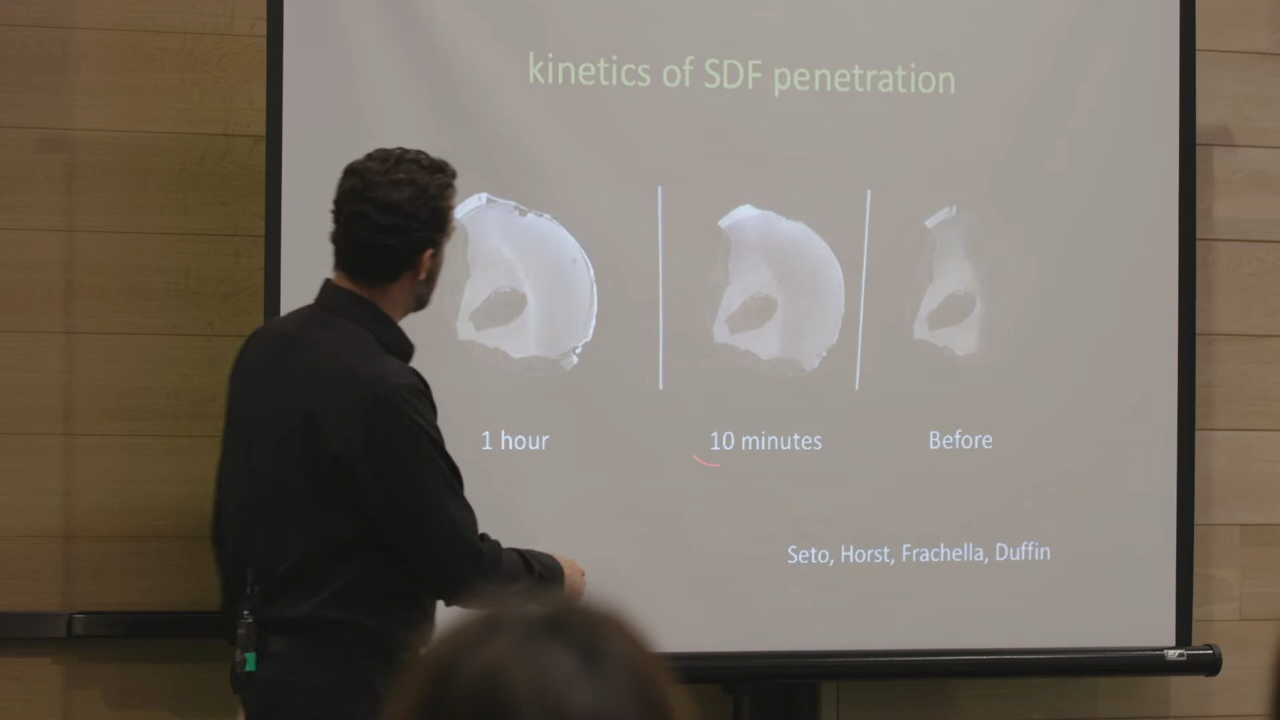 kinetics of SDF penetration
1 hour
10 minutes
Before
Seto, Horst, Frachella, Duffin